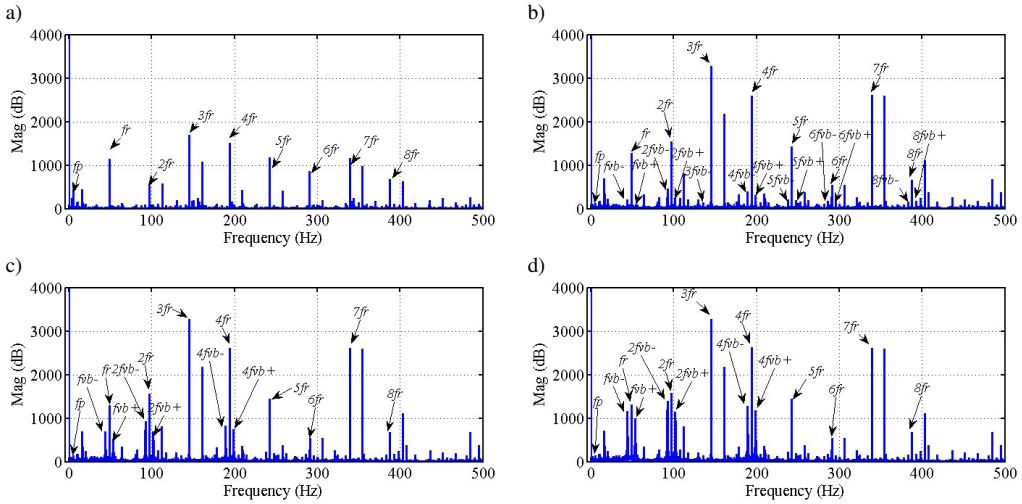 a)
4000
3000
2000
1000
0
Mag (dB)
fp
fr
2fr
3fr
4fr
5fr
6fr
7fr
8fr
0 100 200 300 400 500
Frequency (Hz)
b)
4000
3000
2000
1000
0
Mag (dB)
fp
fvb-
fr
fvb+
2fvb-
2fr
2fvb+
3fvb-
3fr
4fvb-
4fr
4fvb+
5fvb-
5fr
5fvb+
6fvb-
6fr
6fvb+
7fr
8fvb-
8fr
8fvb+
0 100 200 300 400 500
Frequency (Hz)
c)
4000
3000
2000
1000
0
Mag (dB)
fp
fvb-
fr
fvb+
2fvb-
2fr
2fvb+
3fr
4fvb-
4fr
4fvb+
5fr
6fr
7fr
8fr
0 100 200 300 400 500
Frequency (Hz)
d)
4000
3000
2000
1000
0
Mag (dB)
fp
fvb-
fr
fvb+
2fvb-
2fr
2fvb+
3fr
4fvb-
4fr
4fvb+
5fr
6fr
7fr
8fr
0 100 200 300 400 500
Frequency (Hz)